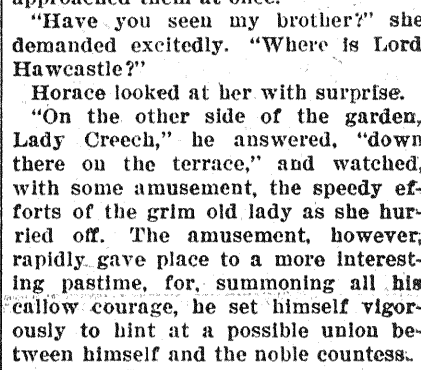 approached them at once.
"Have you seen my brother?" she
demanded excitedly. "Where is Lord
Hawcastle?"
Horace looked at her with surprise.
"On the other side of the garden,
Lady Creech," he answered, "down
there on the terrace," and watched,
with some amusement, the speedy ef-
forts of the grim old lady as she hur-
ried off. The amusement, however,
rapidly gave place to a more interest-
ing pastime, for, summoning all his
callow courage, he set himself vigor-
ously to hint at a possible union be-
tween himself and the noble countess.